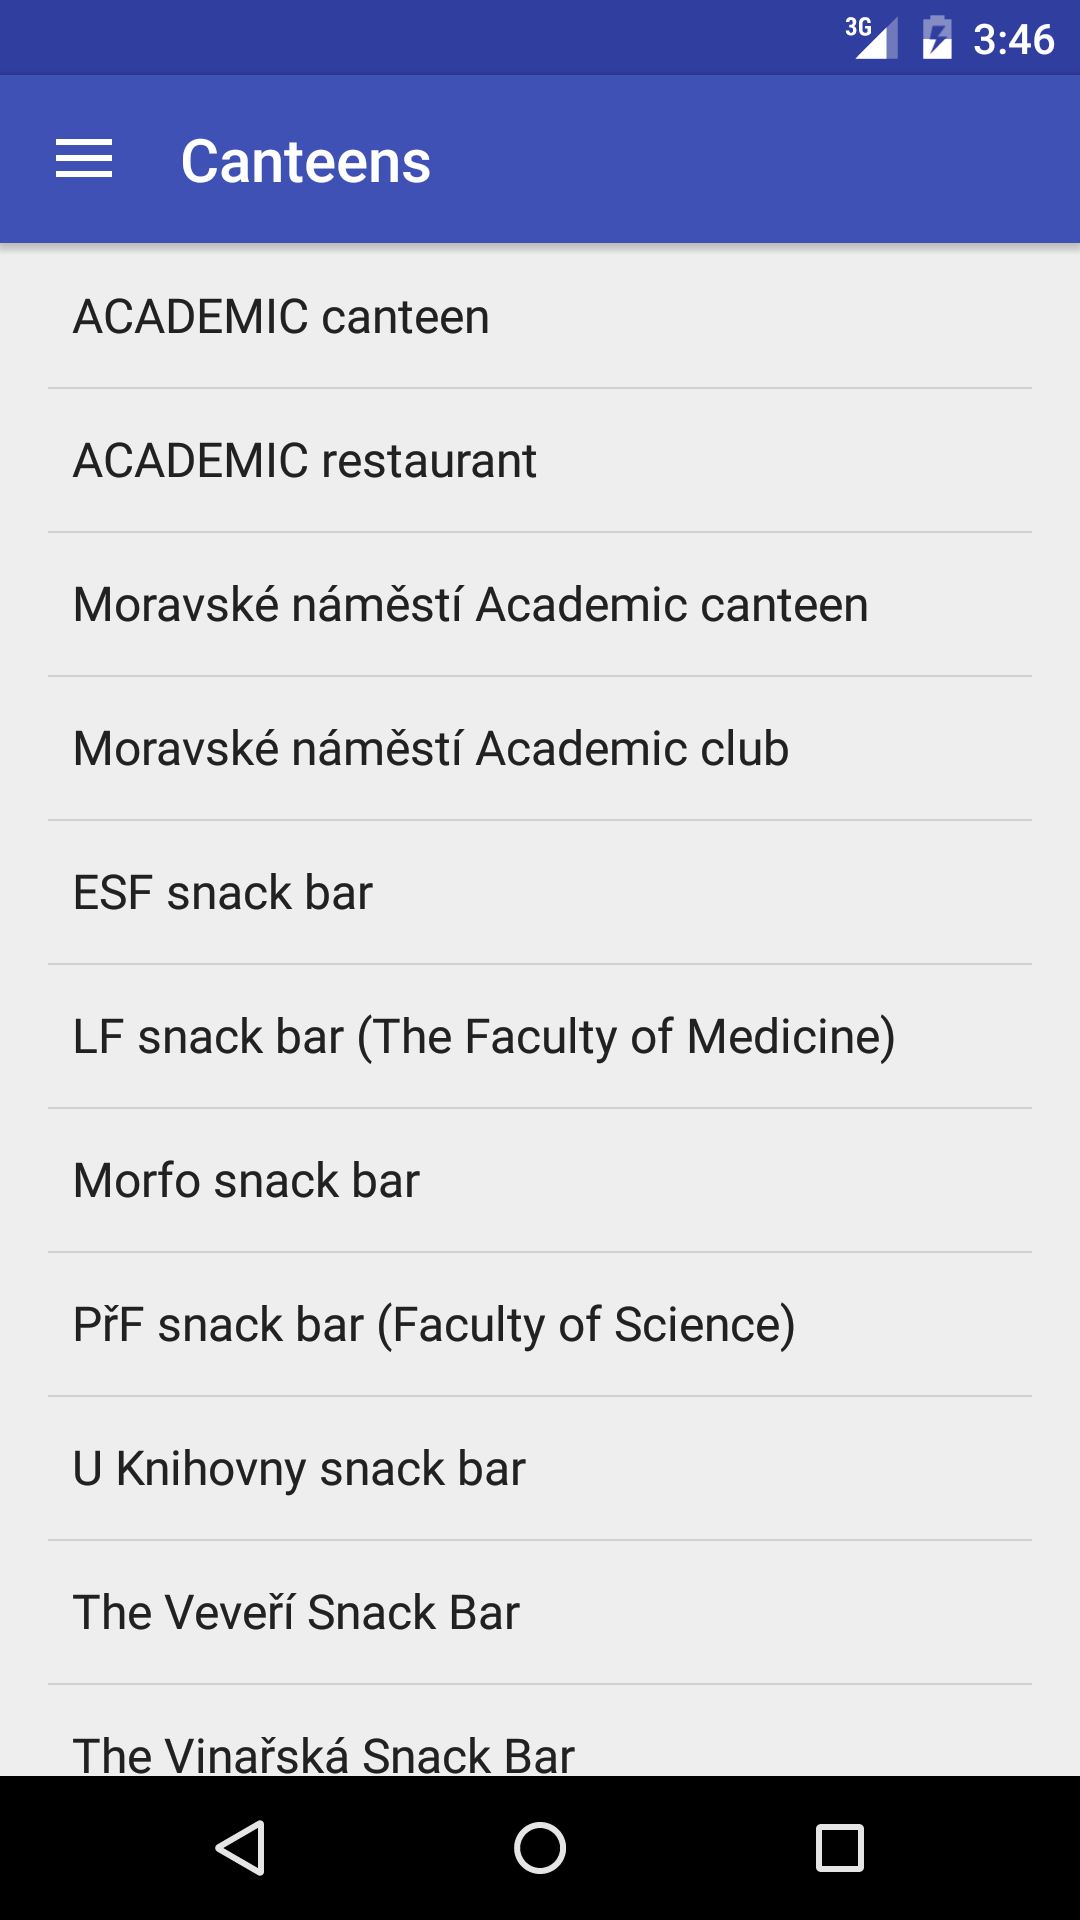 3G 3:46
Canteens
ACADEMIC canteen
ACADEMIC restaurant
Moravské náměstí Academic canteen
Moravské náměstí Academic club
ESF snack bar
LF snack bar (The Faculty of Medicine)
Morfo snack bar
PřF snack bar (Faculty of Science)
U Knihovny snack bar
The Veveří Snack Bar
The Vinařská Snack Bar